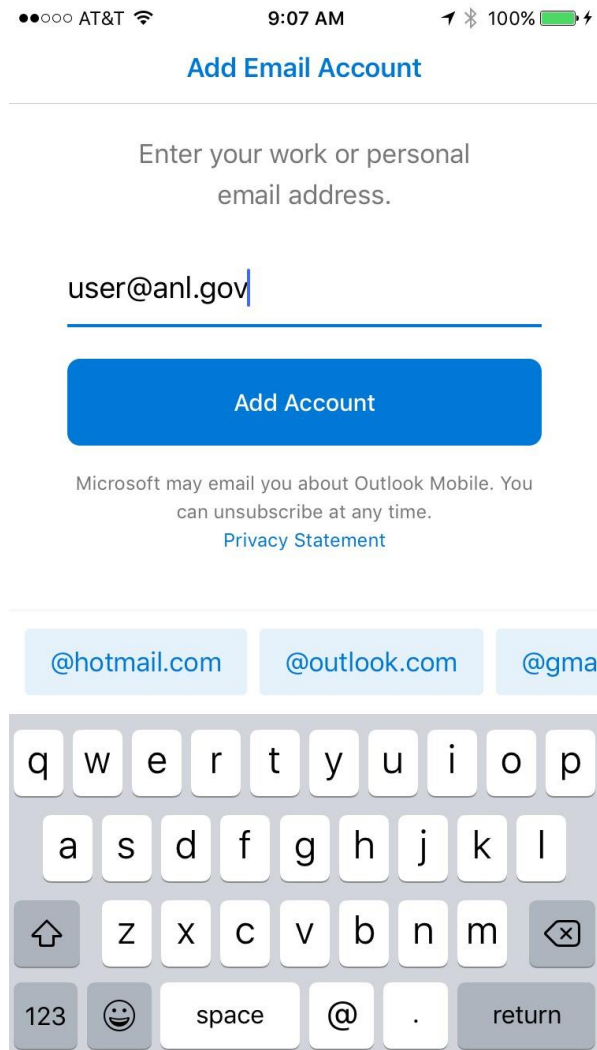 AT&T 9:07 AM 100%
Add Email Account
Enter your work or personal
email address.
user@anl.gov
Add Account
Microsoft may email you about Outlook Mobile. You
can unsubscribe at any time.
Privacy Statement
@hotmail.com @outlook.com @gma
q w e r t y u i o p
a s d f g h j k l
z x c v b n m
123 space @ . return